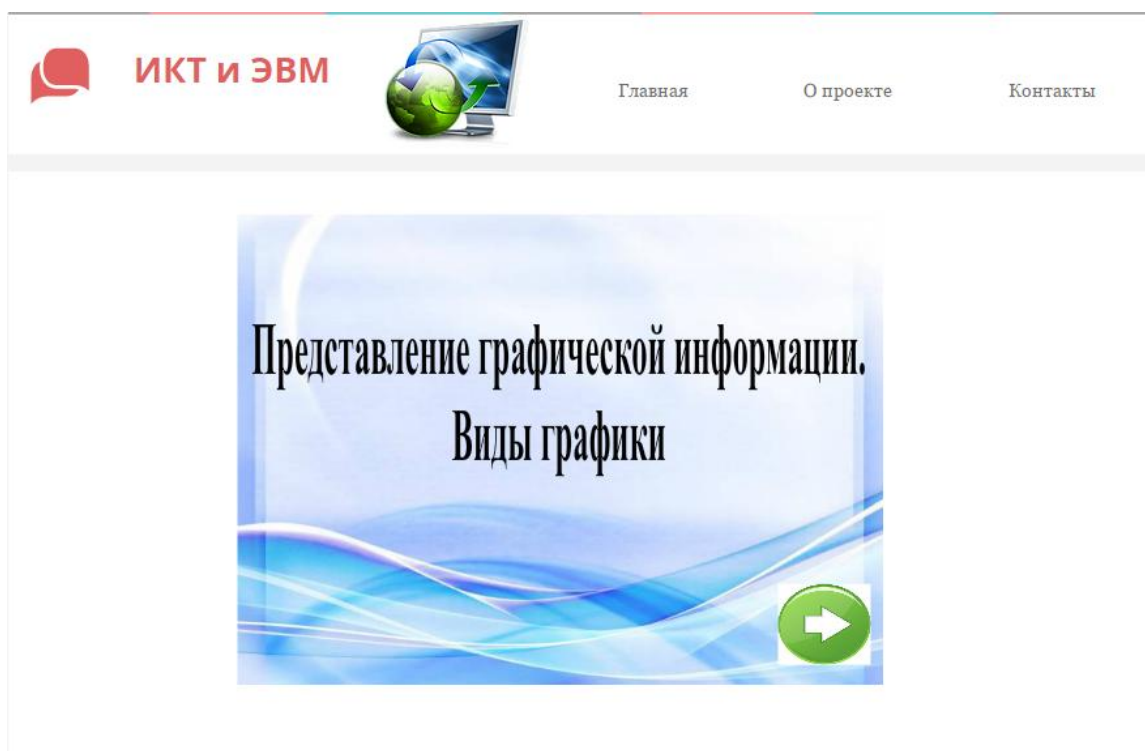 ИКТ и ЭВМ
Главная
О проекте
Контакты
Представление графической информации.
Виды графики